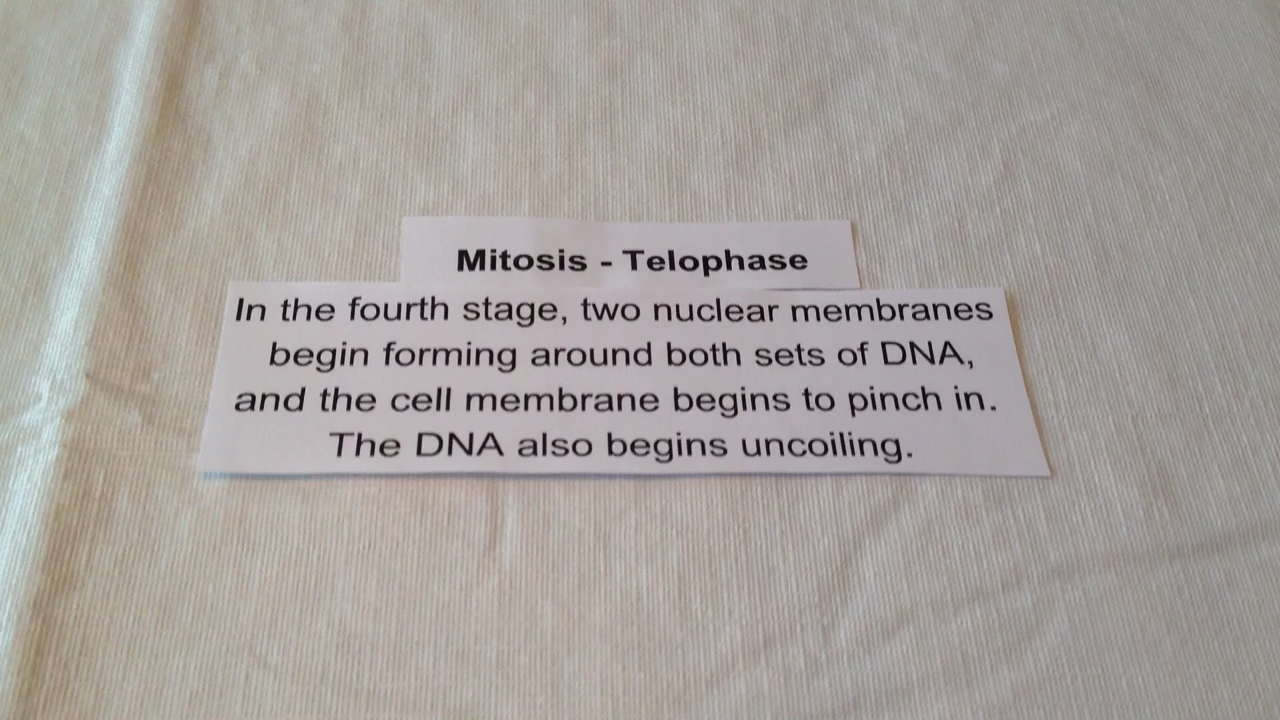 Mitosis - Telophase
In the fourth stage, two nuclear membranes
begin forming around both sets of DNA,
and the cell membrane begins to pinch in.
The DNA also begins uncoiling.